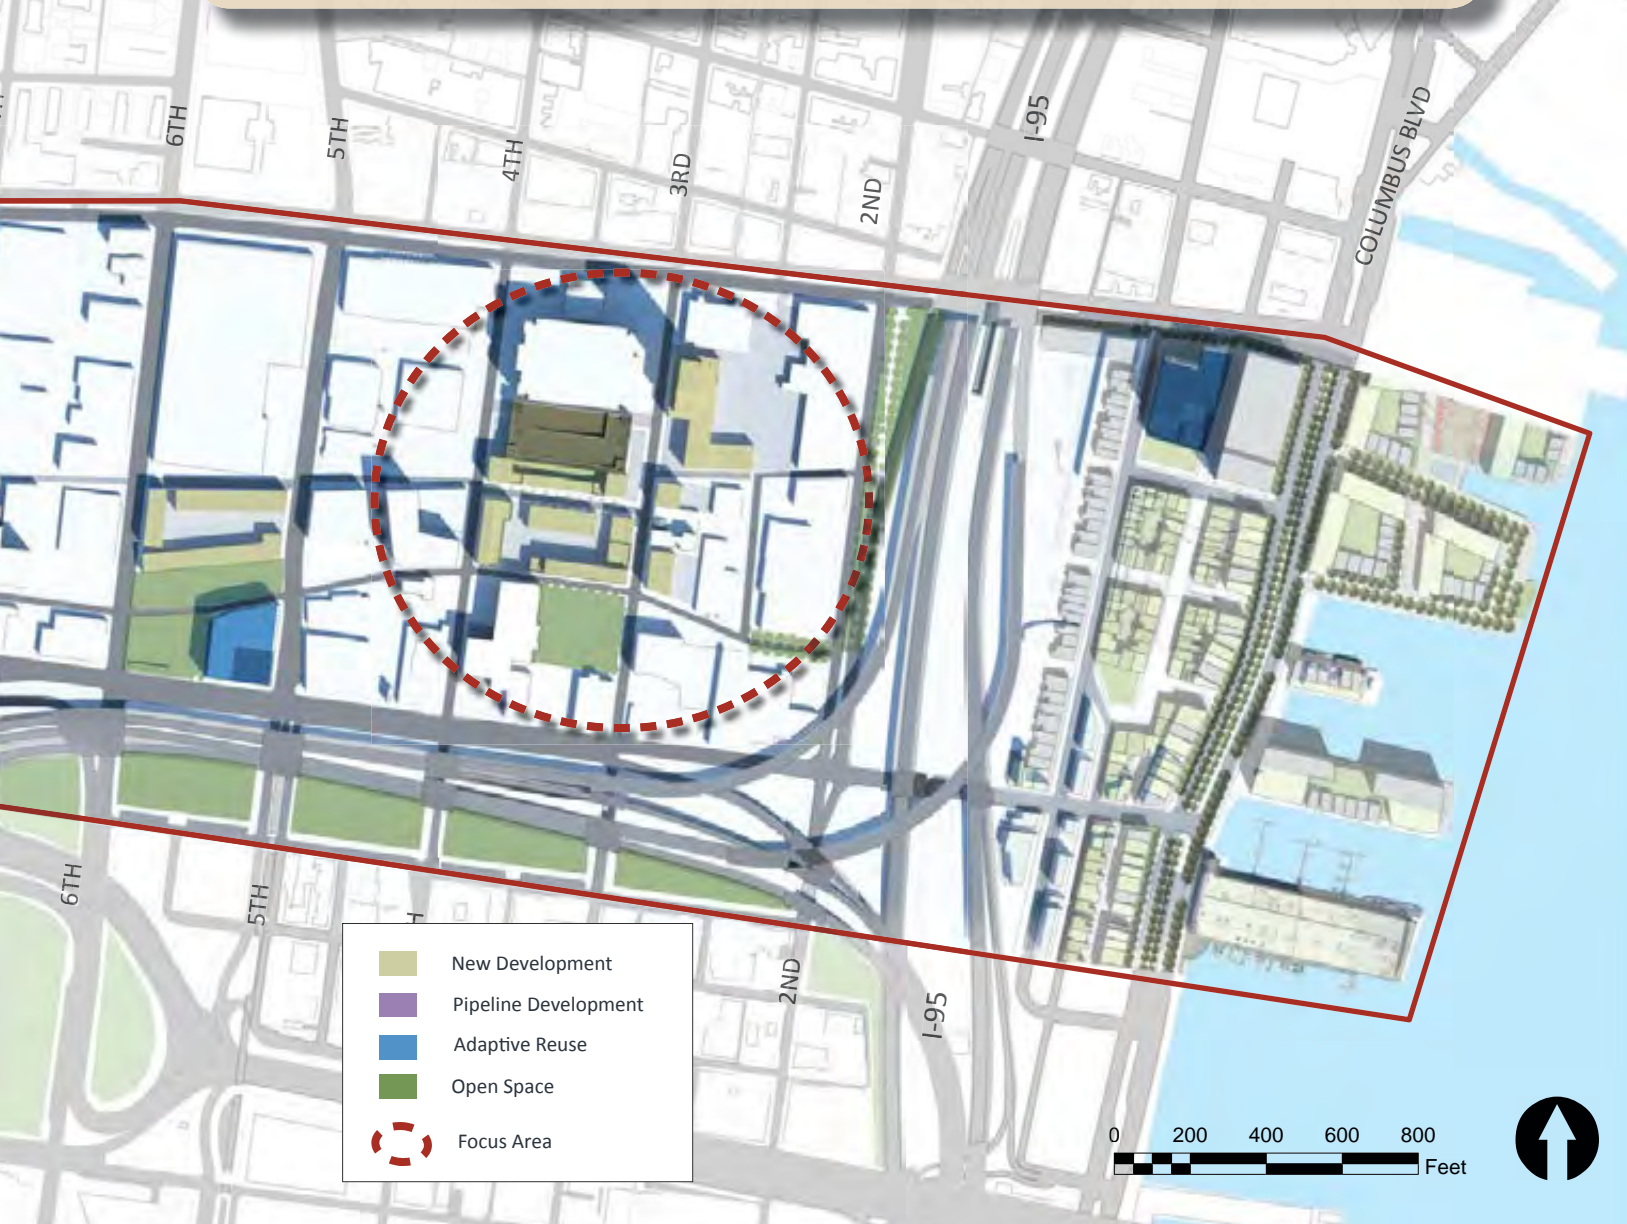 6TH
5TH
4TH
3RD
2ND
I-95
COLUMBUS BLVD
6TH
5TH
H
2ND
I-95
New Development
Pipeline Development
Adaptive Reuse
Open Space
Focus Area
0 200 400 600 800
Feet